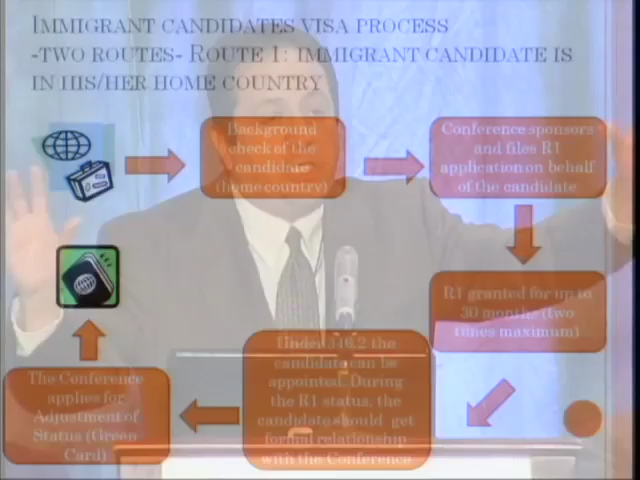 IMMIGRANT CANDIDATES VISA PROCESS
-TWO ROUTES- ROUTE 1: IMMIGRANT CANDIDATE IS
IN HIS/HER HOME COUNTRY
Background
check of the
candidate
(home country)
Conference sponsors
and files R1
application on behalf
of the candidate
R1 granted for up to
30 months (two
times maximum)
Under 346.2 the
candidate can be
appointed. During
the R1 status, the
candidate should get
formal relationship
with the Conference
The Conference
applies for
Adjustment of
Status (Green
Card)